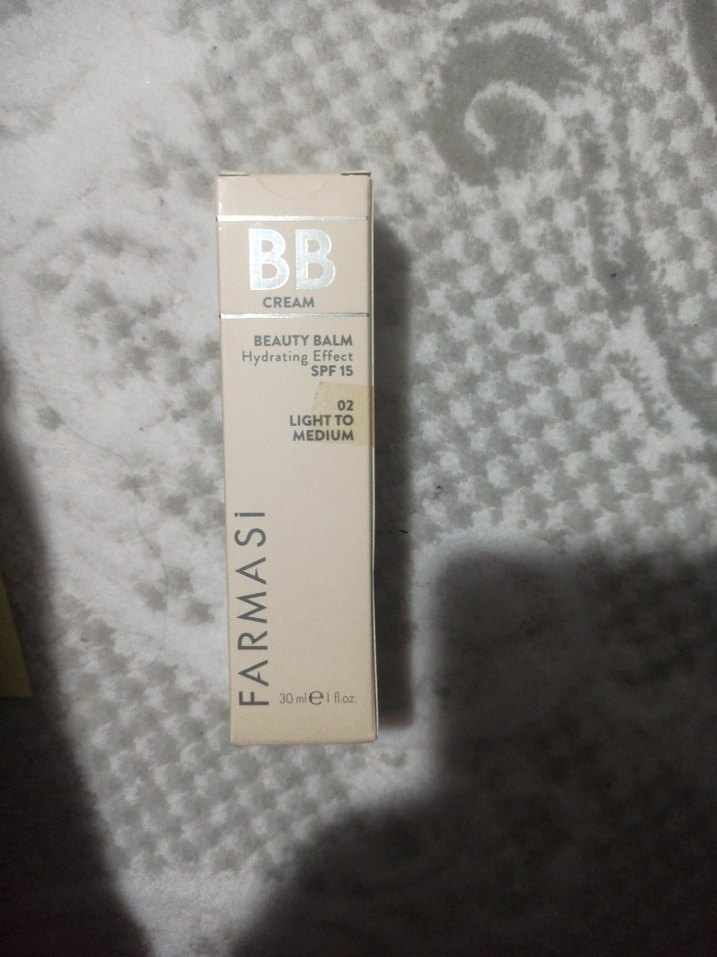 BB
CREAM
BEAUTY BALM
Hydrating Effect
SPF 15
02
LIGHT TO
MEDIUM
FARMASi
30 ml e 1 fl.oz.